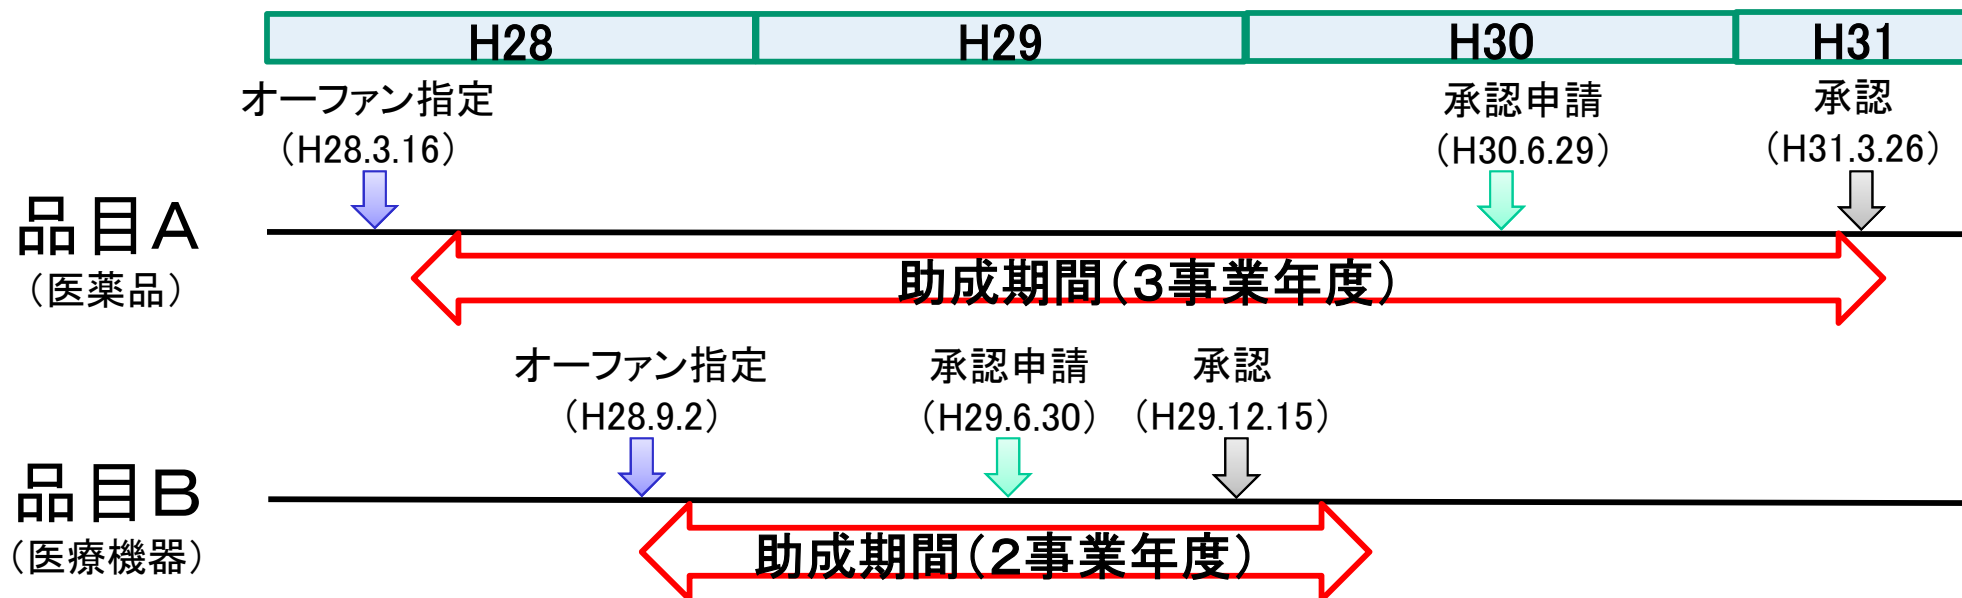 H28 H29 H30 H31
オーファン指定 承認申請 承認
（H28.3.16） （H30.6.29） （H31.3.26）
品目Ａ
（医薬品）
助成期間（３事業年度）
オーファン指定 承認申請 承認
（H28.9.2） （H29.6.30） （H29.12.15）
品目Ｂ
（医療機器）
助成期間（２事業年度）